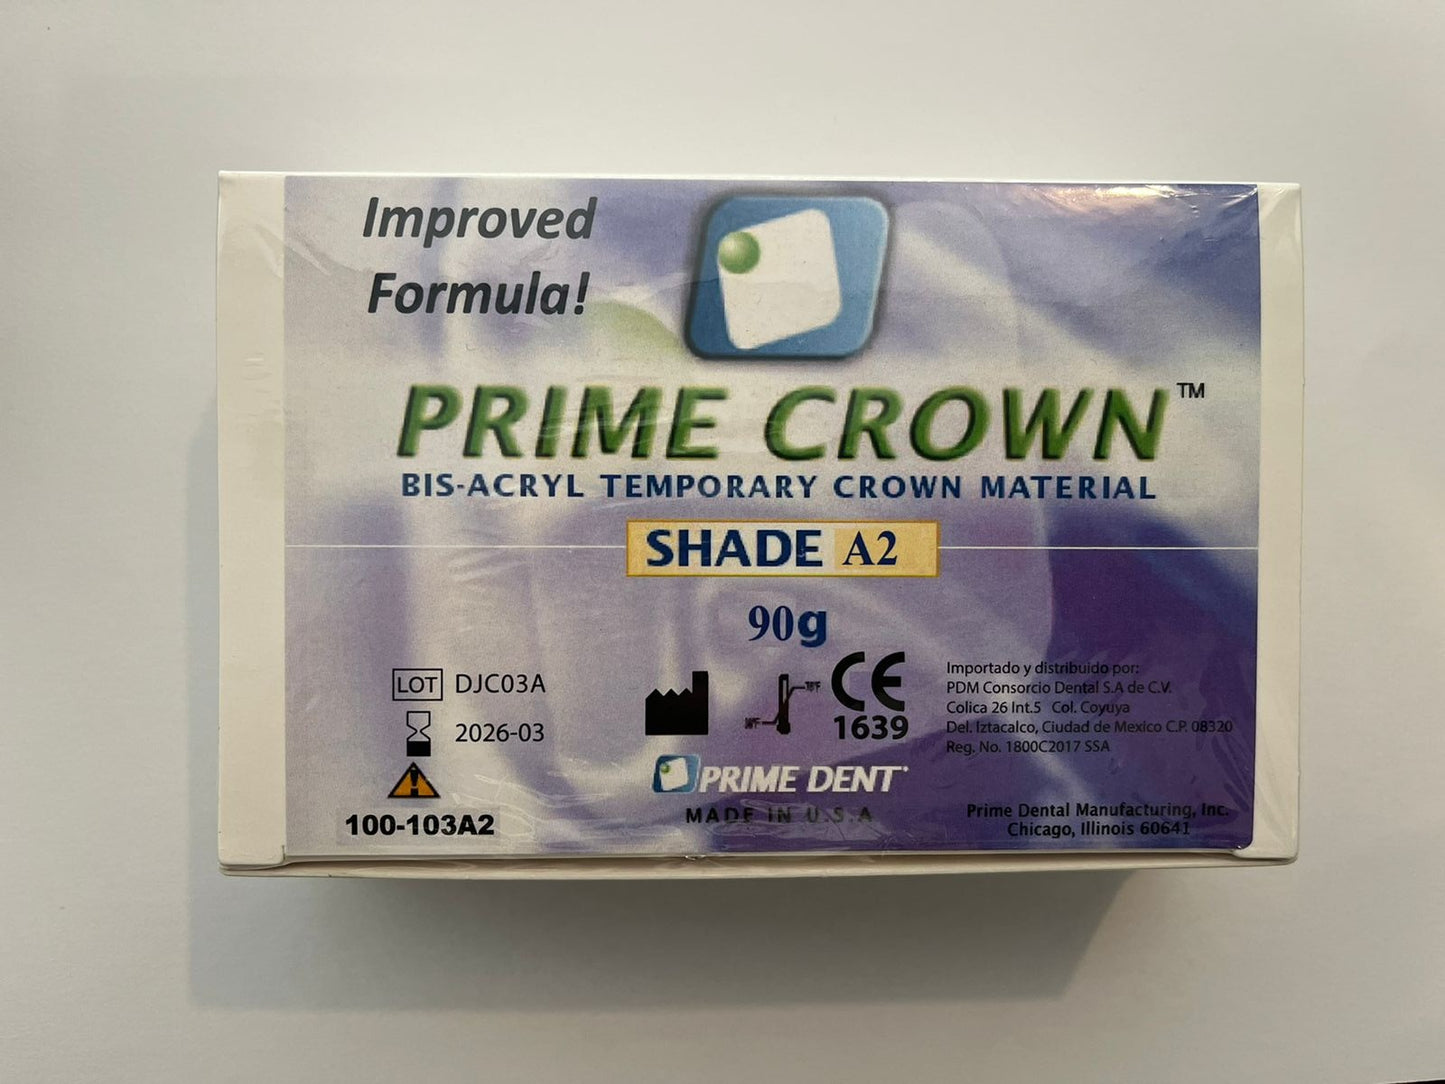 Improved
Formula!
PRIME CROWN™
BIS-ACRYL TEMPORARY CROWN MATERIAL
SHADE A2
90g
LOT DJC03A
2026-03
100-103A2
CE
1639
PRIME DENT
MADE IN U.S.A
Importado y distribuido por:
PDM Consorcio Dental S.A de C.V.
Colica 26 Int.5 Col. Coyuya
Del. Iztacalco, Ciudad de Mexico C.P. 08320
Reg. No. 1800C2017 SSA
Prime Dental Manufacturing, Inc.
Chicago, Illinois 60641